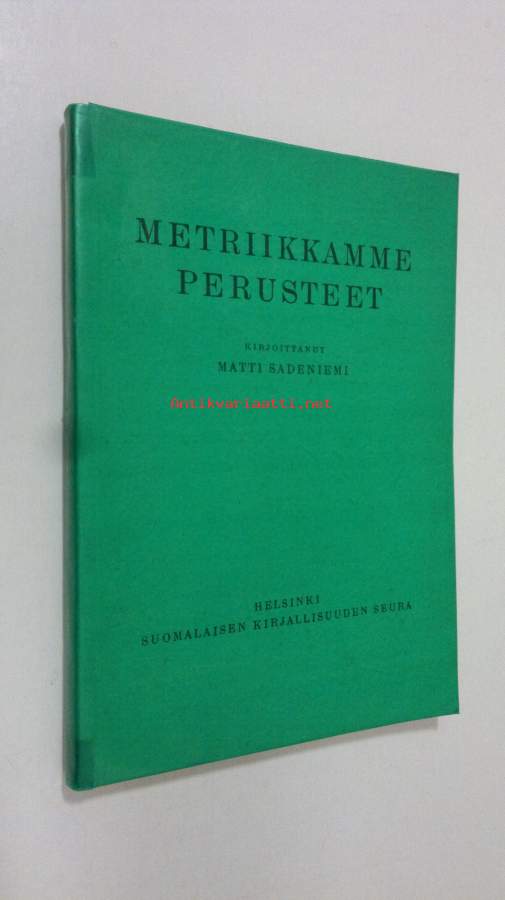 METRIIKKAMME
PERUSTEET
KIRJOITTANUT
MATTI SADENIEMI
Antikvariaatti.net
HELSINKI
SUOMALAISEN KIRJALLISUUDEN SEURA